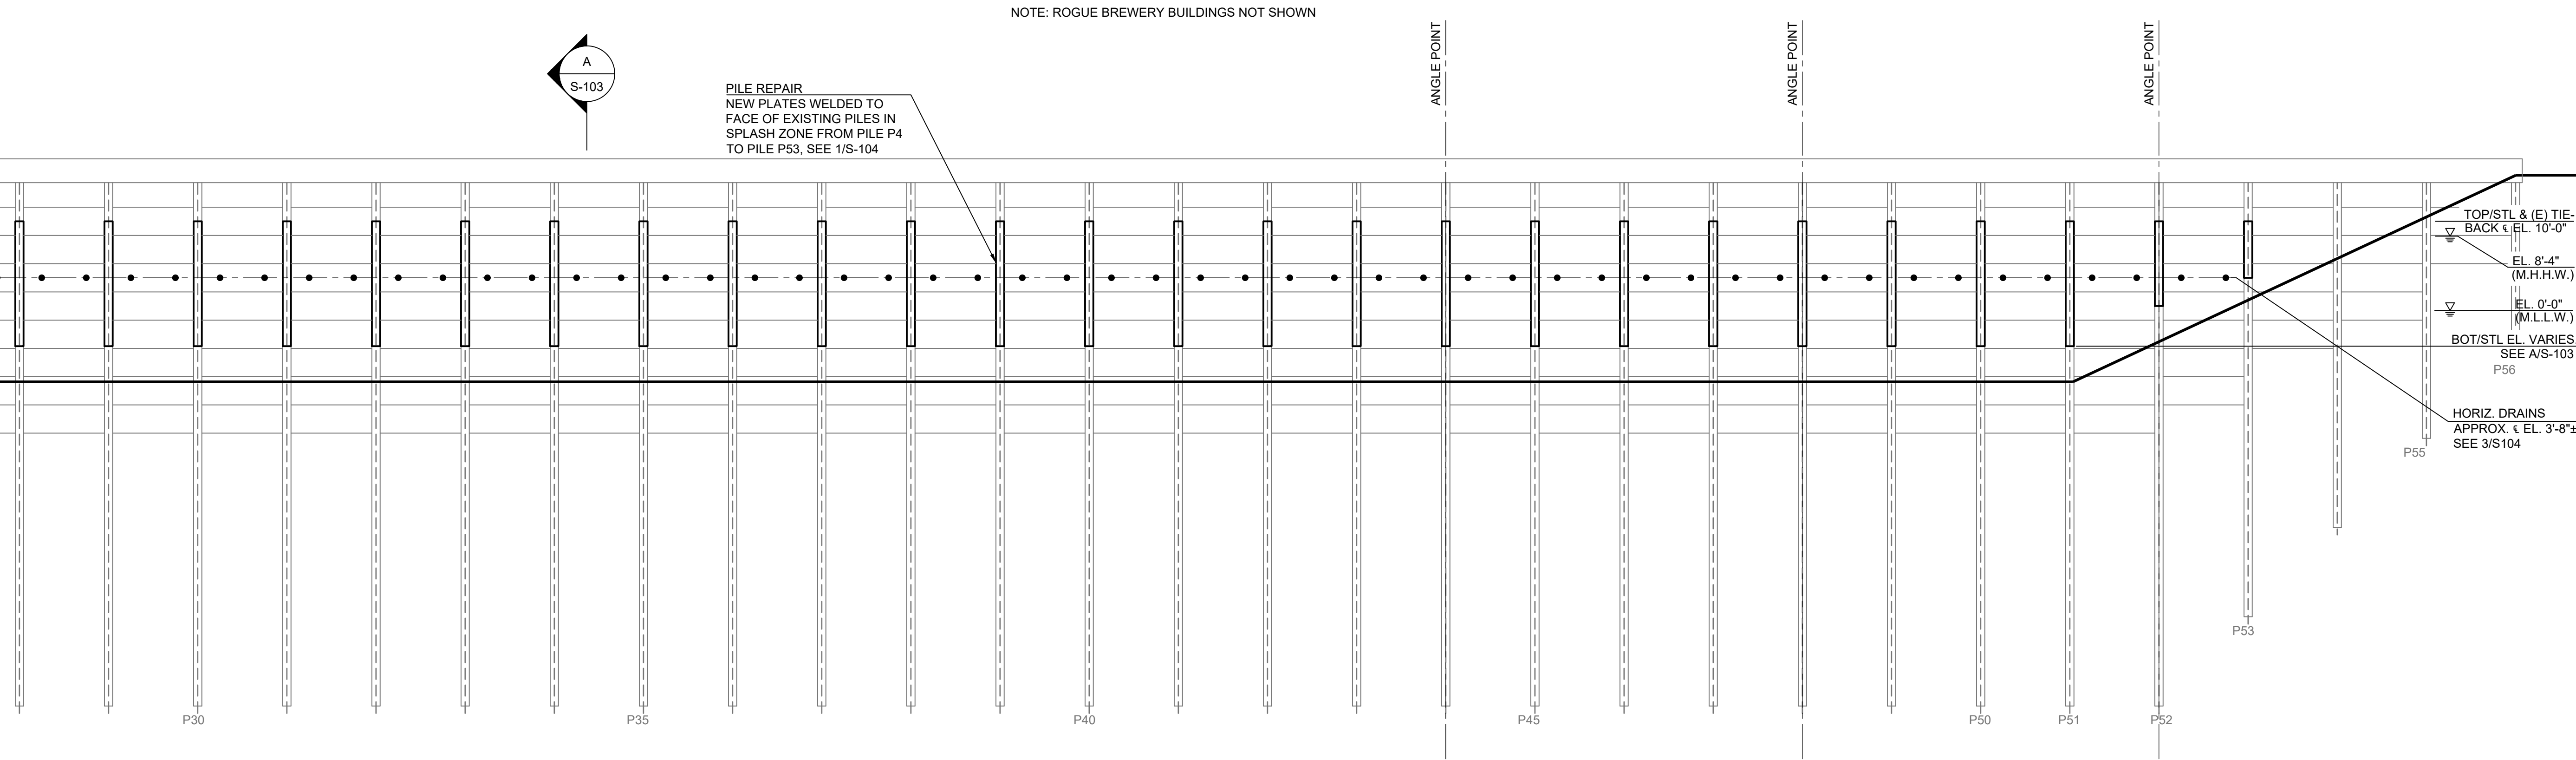 NOTE: ROGUE BREWERY BUILDINGS NOT SHOWN
ANGLE POINT
ANGLE POINT
ANGLE POINT
A
S-103
PILE REPAIR
NEW PLATES WELDED TO
FACE OF EXISTING PILES IN
SPLASH ZONE FROM PILE P4
TO PILE P53, SEE 1/S-104
TOP/STL & (E) TIE-
BACK ℄ EL. 10'-0"
EL. 8'-4"
(M.H.H.W.)
EL. 0'-0"
(M.L.L.W.)
BOT/STL EL. VARIES
SEE A/S-103
P56
HORIZ. DRAINS
APPROX. ℄ EL. 3'-8"±
SEE 3/S104
P55
P53
P30
P35
P40
P45
P50
P51
P52